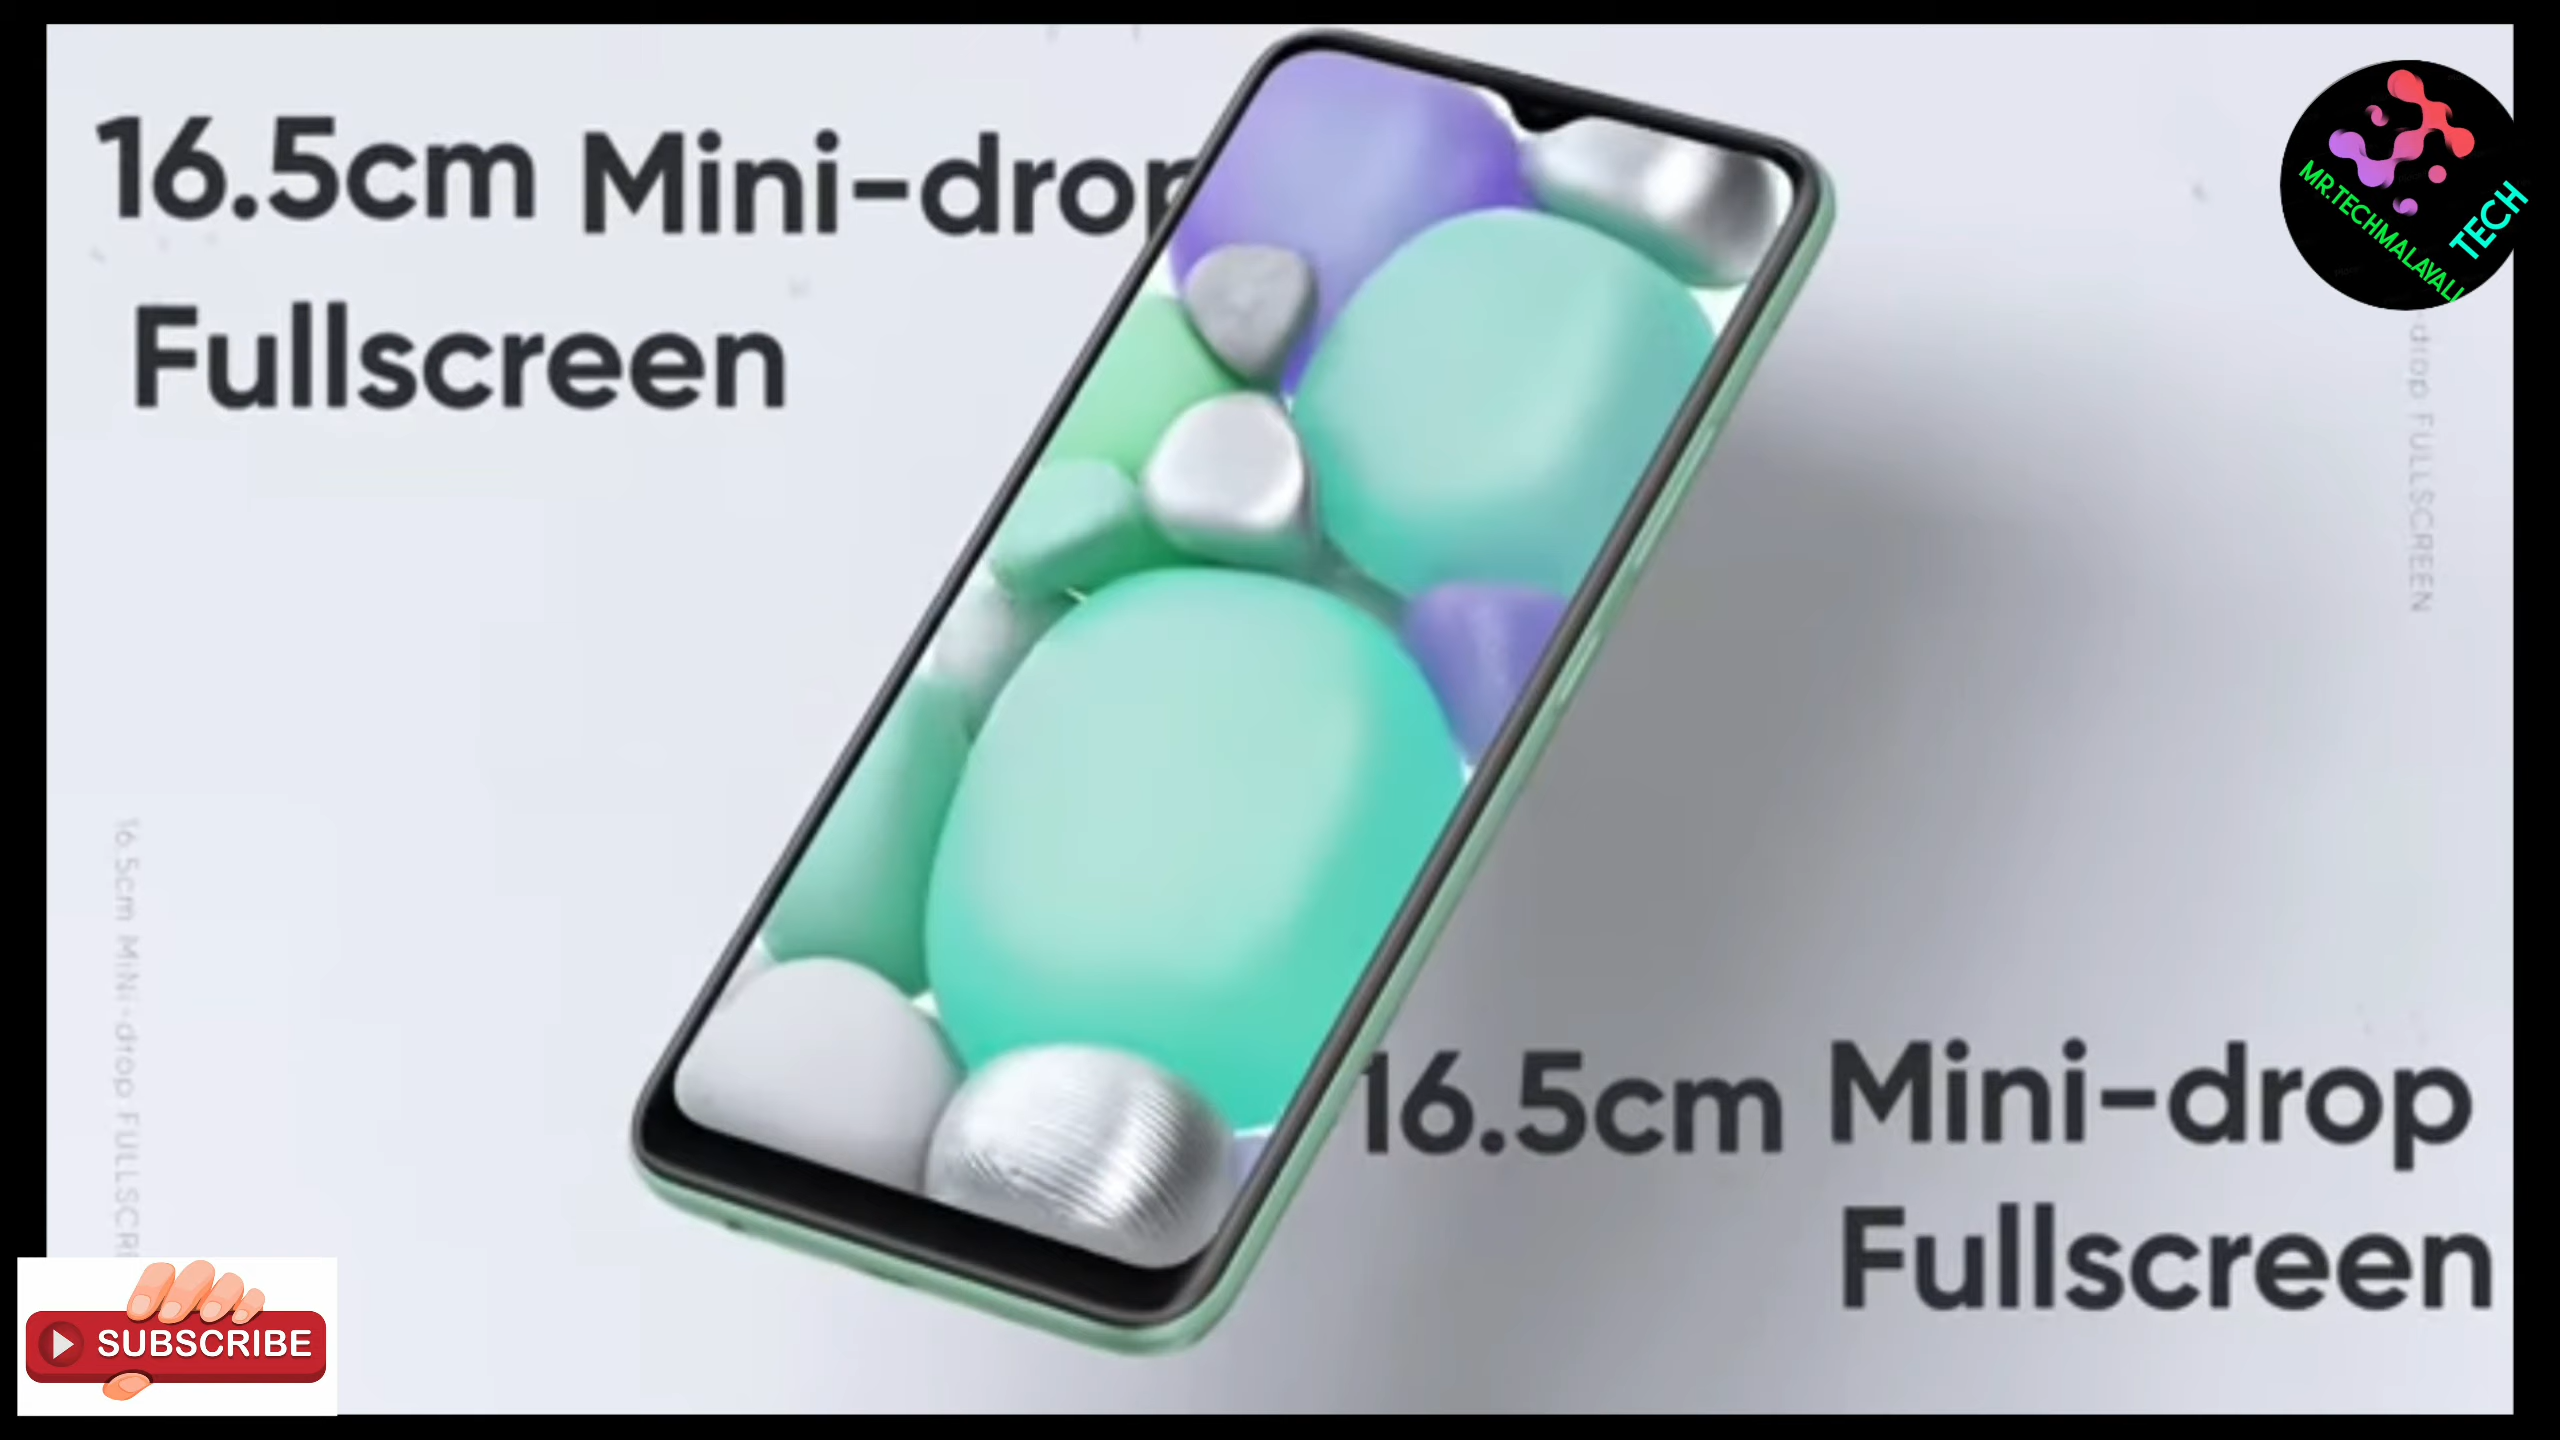 16.5cm Mini-drop
Fullscreen
MR.TECHMALAYALI
TECH
drop FULLSCREEN
16.5cm MiNi-drop FULLSCRE
16.5cm Mini-drop
Fullscreen
SUBSCRIBE